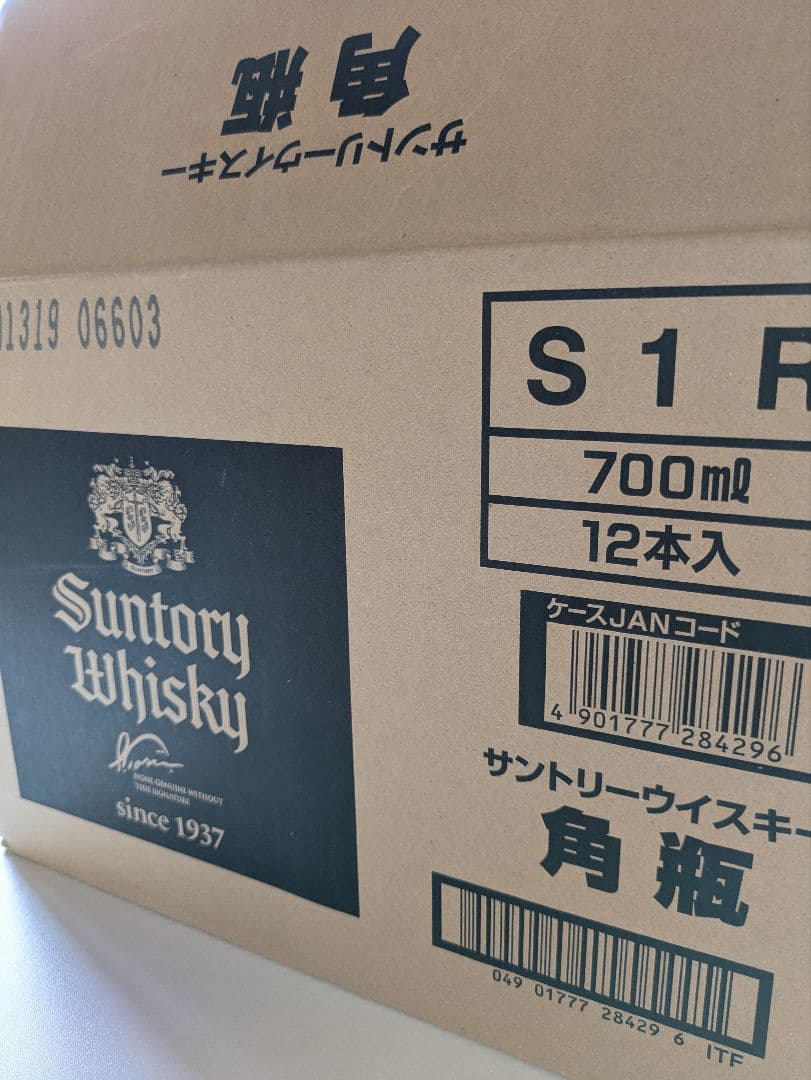 角瓶
サントリーウイスキー
1319 06603
S 1 R
700ml
12本入
SUNTORY
Suntory
Whisky
NONE GENUINE WITHOUT
THIS SIGNATURE
since 1937
ケースJANコード
4 901777 284296
サントリーウイスキー
角瓶
049 01777 28429 6 ITF